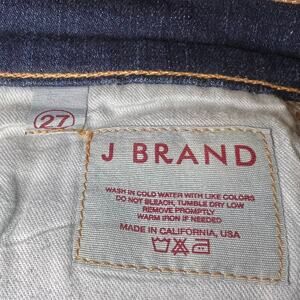 27
J BRAND
WASH IN COLD WATER WITH LIKE COLORS
DO NOT BLEACH, TUMBLE DRY LOW
REMOVE PROMPTLY
WARM IRON IF NEEDED
MADE IN CALIFORNIA, USA